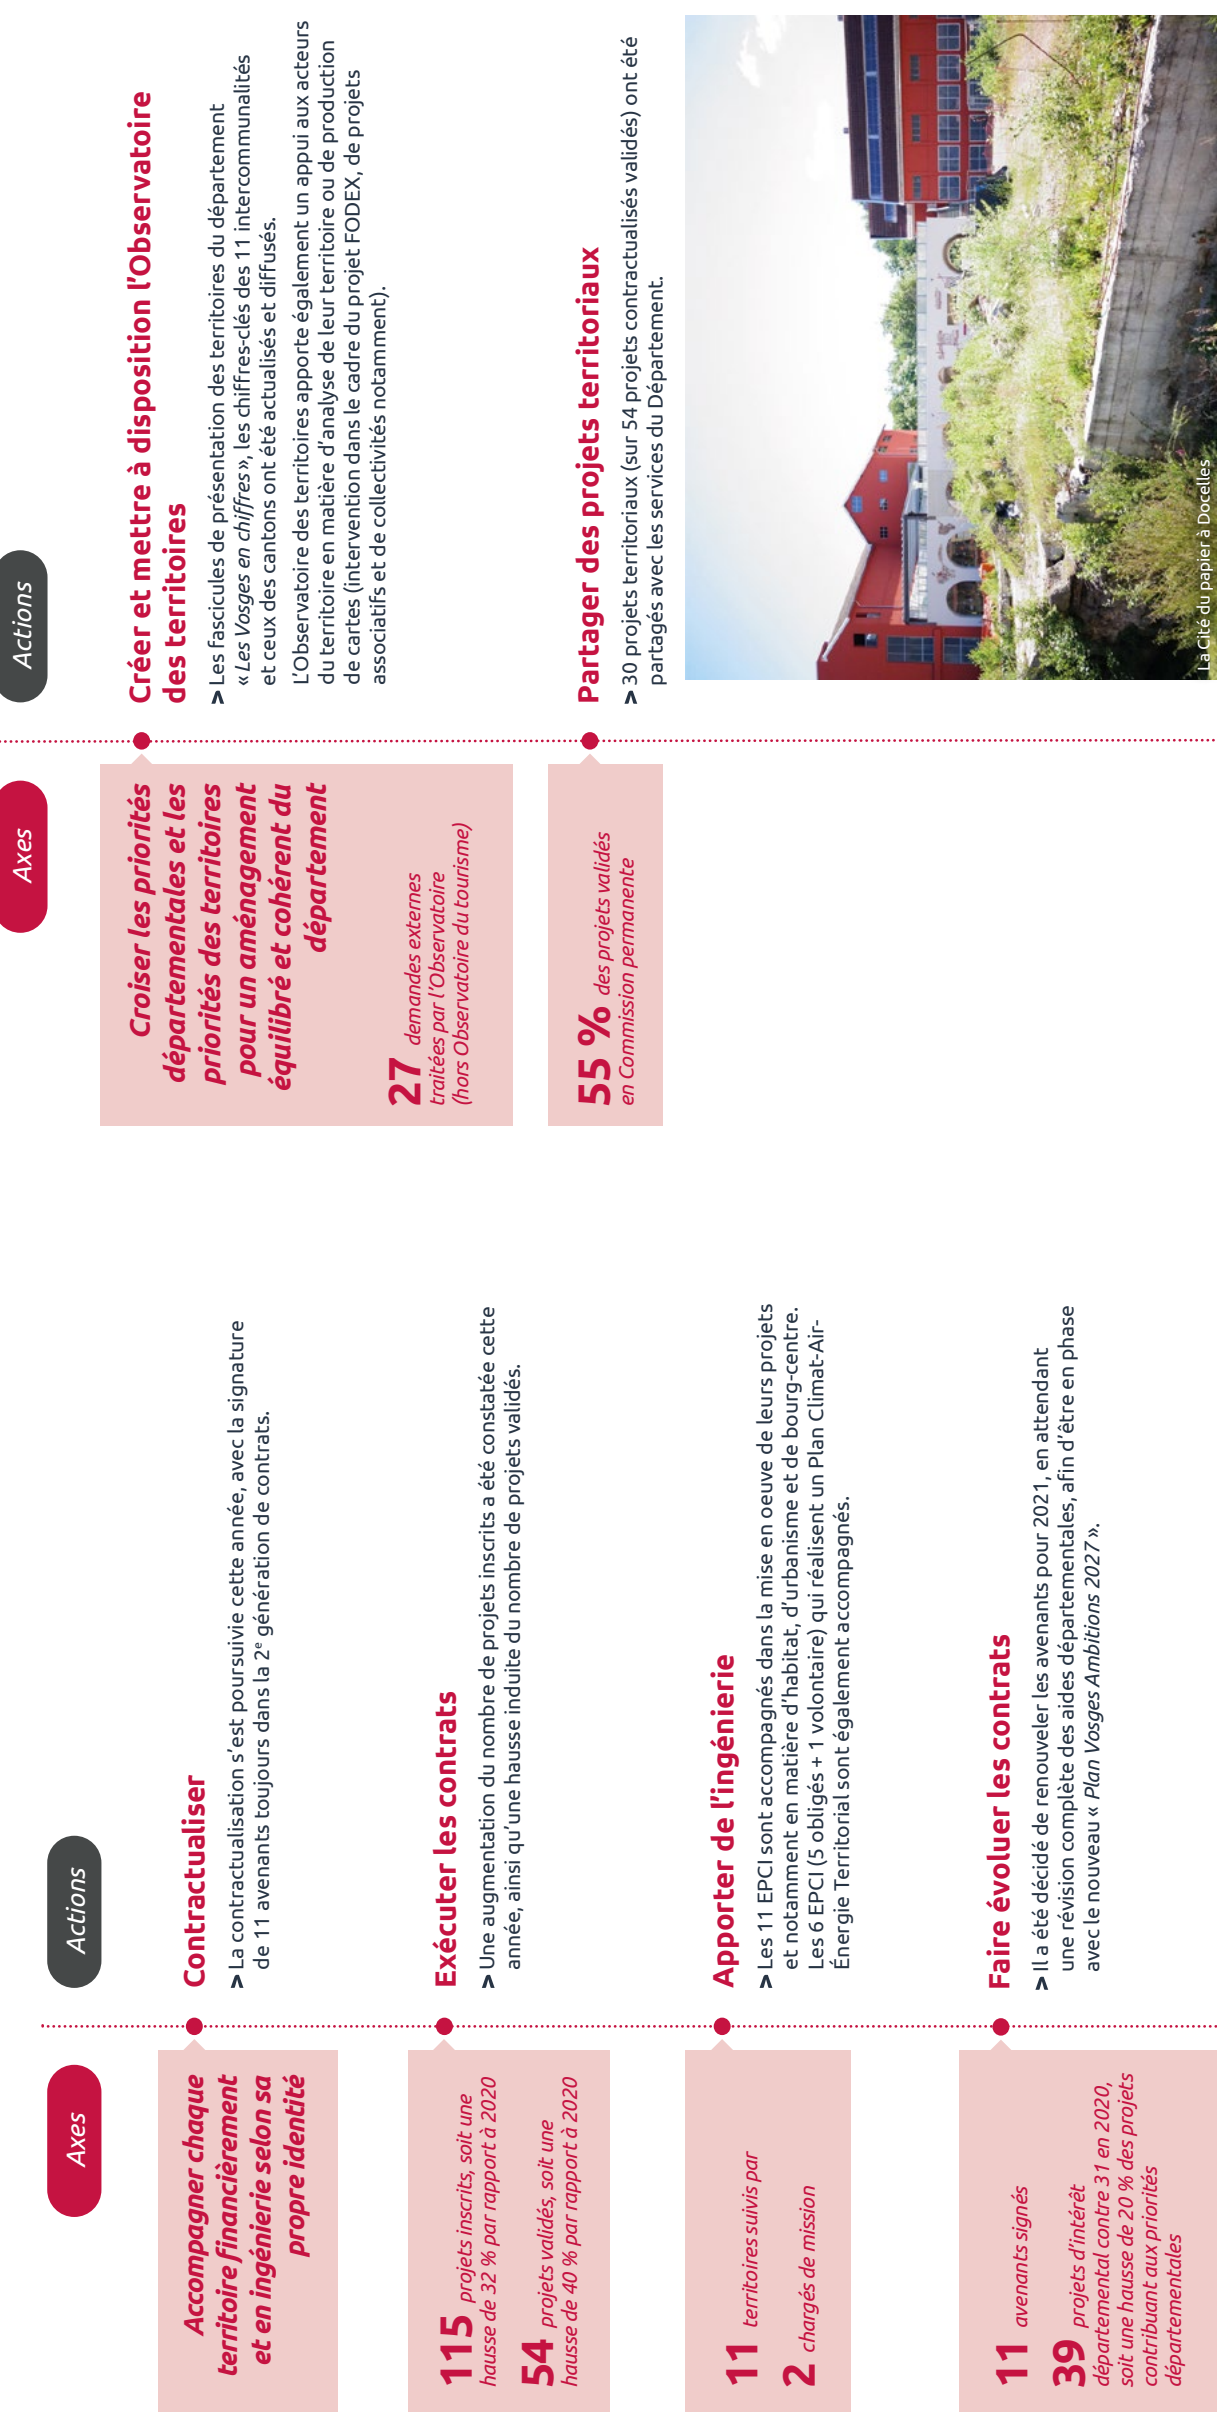 Axes
Actions
Accompagner chaque
territoire financièrement
et en ingénierie selon sa
propre identité
Contractualiser
> La contractualisation s’est poursuivie cette année, avec la signature
de 11 avenants toujours dans la 2e génération de contrats.
115 projets inscrits, soit une
hausse de 32 % par rapport à 2020
54 projets validés, soit une
hausse de 40 % par rapport à 2020
Exécuter les contrats
> Une augmentation du nombre de projets inscrits a été constatée cette
année, ainsi qu’une hausse induite du nombre de projets validés.
11 territoires suivis par
2 chargés de mission
Apporter de l’ingénierie
> Les 11 EPCI sont accompagnés dans la mise en oeuve de leurs projets
et notamment en matière d’habitat, d’urbanisme et de bourg-centre.
Les 6 EPCI (5 obligés + 1 volontaire) qui réalisent un Plan Climat-Air-
Énergie Territorial sont également accompagnés.
11 avenants signés
39 projets d’intérêt
départemental contre 31 en 2020,
soit une hausse de 20 % des projets
contribuant aux priorités
départementales
Faire évoluer les contrats
> Il a été décidé de renouveler les avenants pour 2021, en attendant
une révision complète des aides départementales, afin d’être en phase
avec le nouveau « Plan Vosges Ambitions 2027 ».
Axes
Actions
Croiser les priorités
départementales et les
priorités des territoires
pour un aménagement
équilibré et cohérent du
département
27 demandes externes
traitées par l’Observatoire
(hors Observatoire du tourisme)
Créer et mettre à disposition l’Observatoire
des territoires
> Les fascicules de présentation des territoires du département
« Les Vosges en chiffres », les chiffres-clés des 11 intercommunalités
et ceux des cantons ont été actualisés et diffusés.
L’Observatoire des territoires apporte également un appui aux acteurs
du territoire en matière d’analyse de leur territoire ou de production
de cartes (intervention dans le cadre du projet FODEX, de projets
associatifs et de collectivités notamment).
55 % des projets validés
en Commission permanente
Partager des projets territoriaux
> 30 projets territoriaux (sur 54 projets contractualisés validés) ont été
partagés avec les services du Département.
La Cité du papier à Docelles